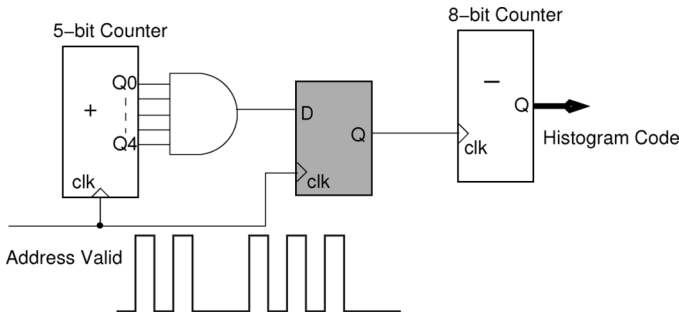 5−bit Counter
8−bit Counter
+
Q0
Q4
clk
D
Q
clk
−
Q
clk
Histogram Code
Address Valid